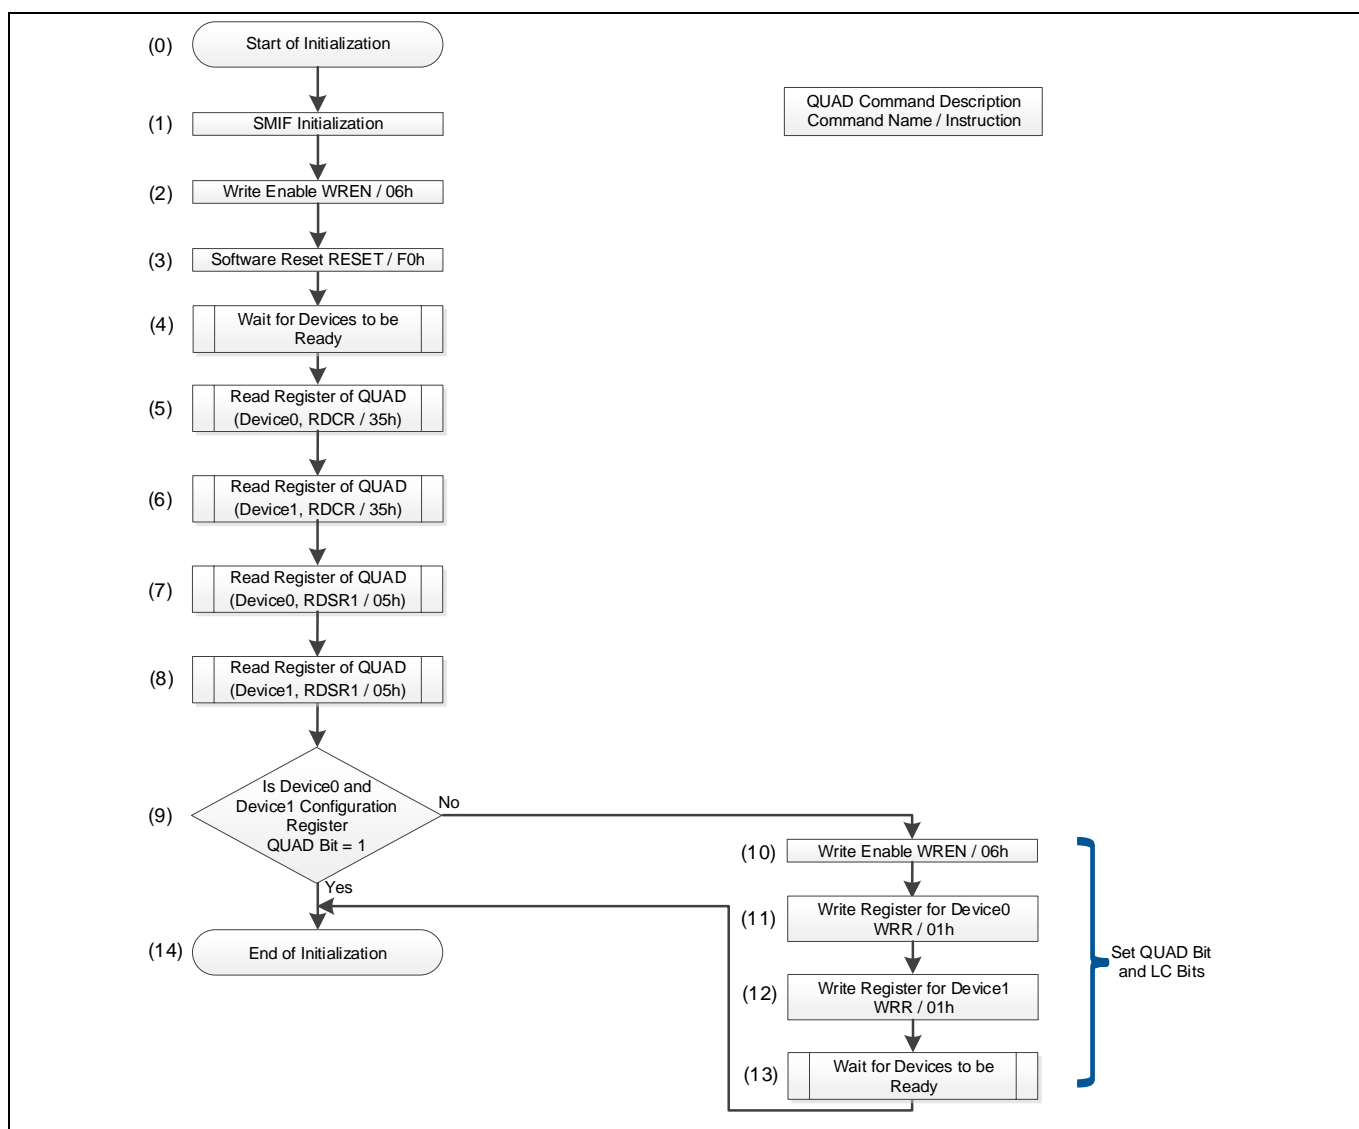 (0)
Start of Initialization
QUAD Command Description
Command Name / Instruction
(1)
SMIF Initialization
(2)
Write Enable WREN / 06h
(3)
Software Reset RESET / F0h
(4)
Wait for Devices to be
Ready
(5)
Read Register of QUAD
(Device0, RDCR / 35h)
(6)
Read Register of QUAD
(Device1, RDCR / 35h)
(7)
Read Register of QUAD
(Device0, RDSR1 / 05h)
(8)
Read Register of QUAD
(Device1, RDSR1 / 05h)
(9)
Is Device0 and
Device1 Configuration
Register
QUAD Bit = 1
No
Yes
(10)
Write Enable WREN / 06h
(11)
Write Register for Device0
WRR / 01h
(12)
Write Register for Device1
WRR / 01h
(13)
Wait for Devices to be
Ready
Set QUAD Bit
and LC Bits
(14)
End of Initialization